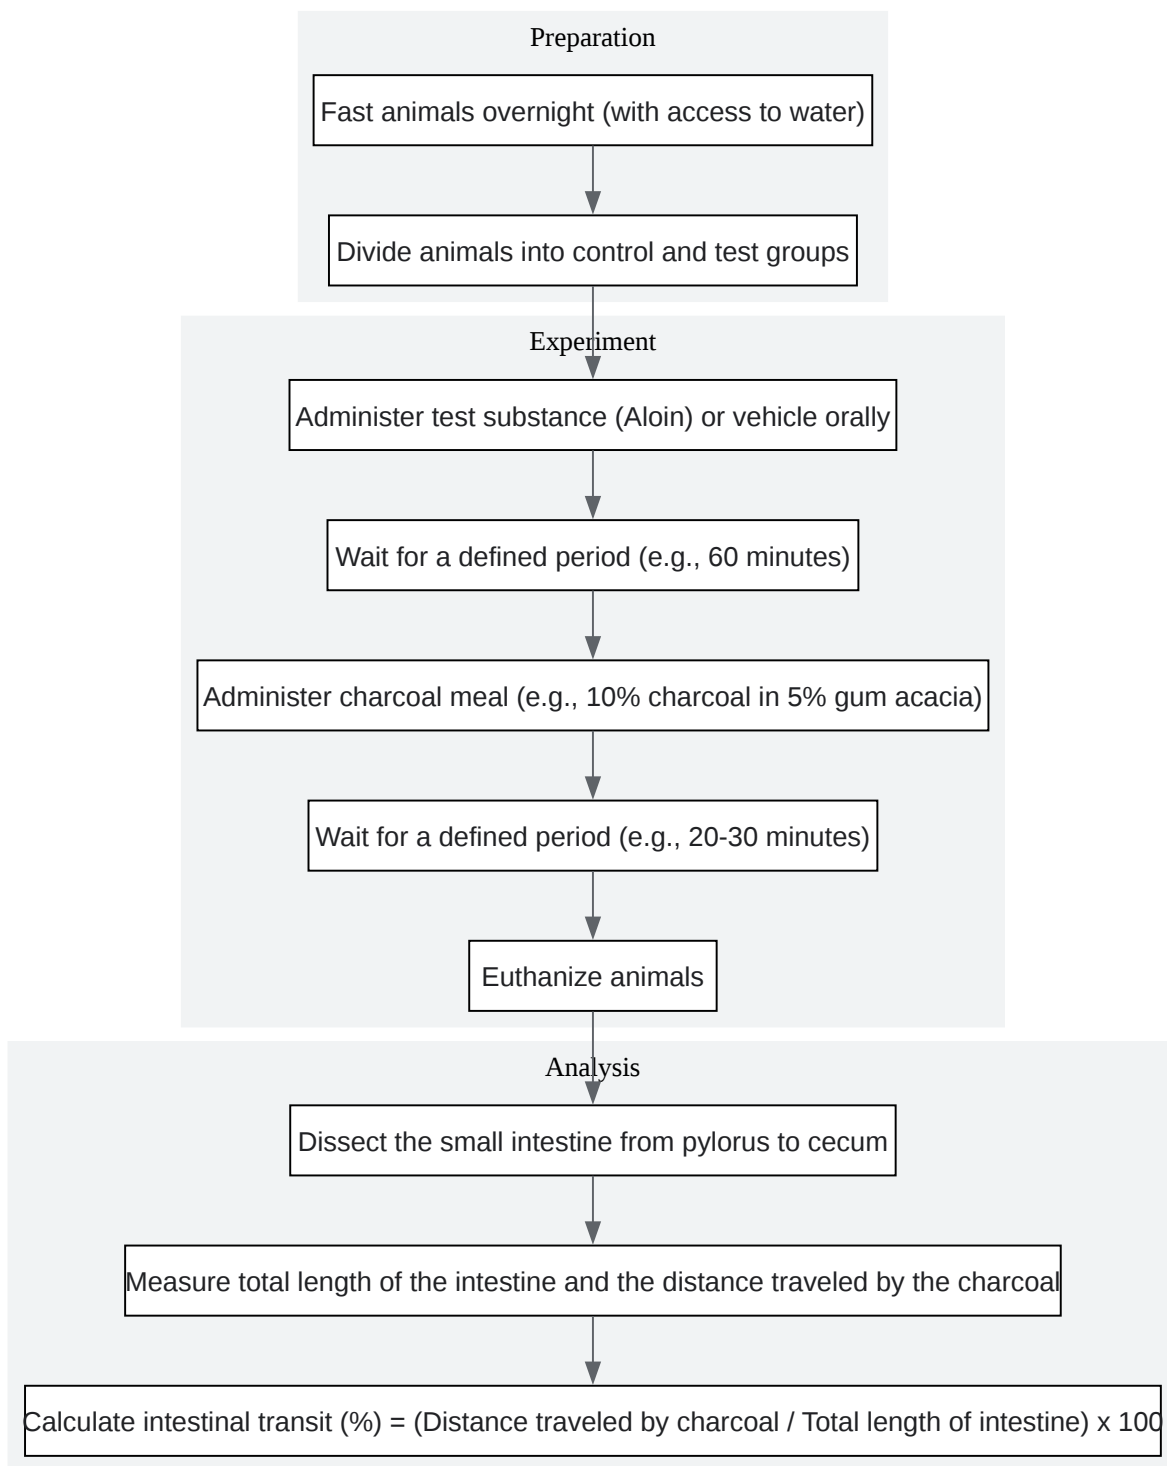 Preparation
Fast animals overnight (with access to water)
Divide animals into control and test groups
Experiment
Administer test substance (Aloin) or vehicle orally
Wait for a defined period (e.g., 60 minutes)
Administer charcoal meal (e.g., 10% charcoal in 5% gum acacia)
Wait for a defined period (e.g., 20-30 minutes)
Euthanize animals
Analysis
Dissect the small intestine from pylorus to cecum
Measure total length of the intestine and the distance traveled by the charcoal
Calculate intestinal transit (%) = (Distance traveled by charcoal / Total length of intestine) x 100